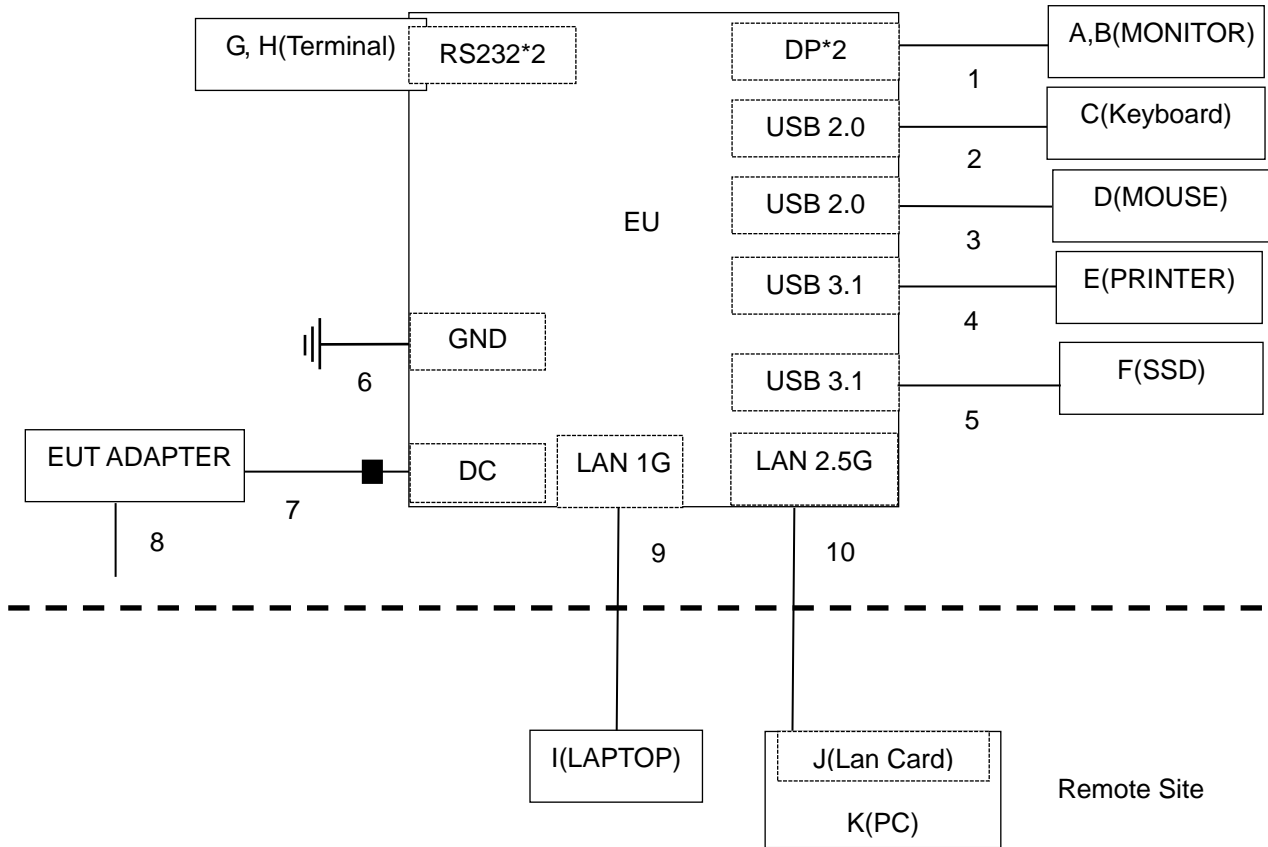 G, H(Terminal)
RS232*2
DP*2
A,B(MONITOR)
1
USB 2.0
C(Keyboard)
2
USB 2.0
D(MOUSE)
EU
3
USB 3.1
E(PRINTER)
4
GND
6
USB 3.1
F(SSD)
5
EUT ADAPTER
7
DC
LAN 1G
LAN 2.5G
8
9
10
I(LAPTOP)
J(Lan Card)
K(PC)
Remote Site